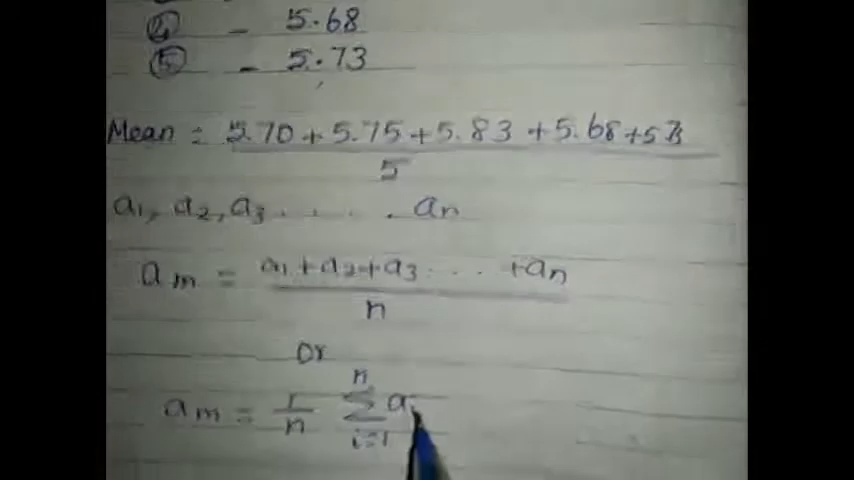 ④ - 5.68
⑤ - 5.73
Mean = 5.70 + 5.75 + 5.83 + 5.68 + 5.73
5
a1, a2, a3 . . . . . an
am = a1 + a2 + a3 . . . . + an
n
or
n
am = 1/n Σ a
i=1